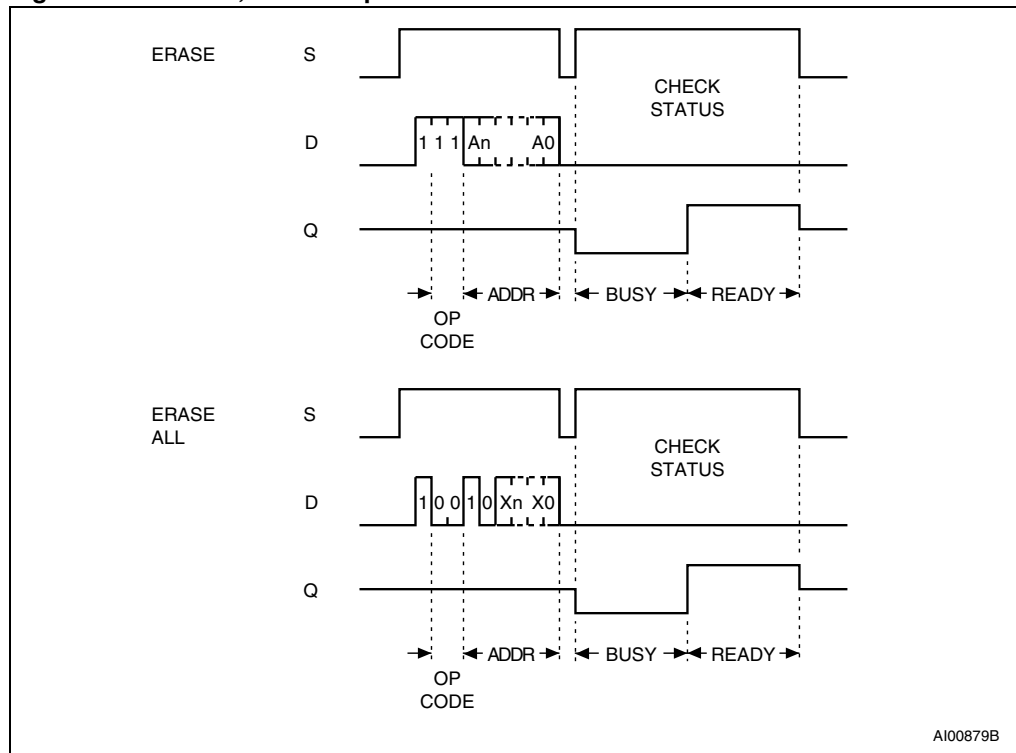 ERASE S
CHECK
STATUS
D 1 1 1 An A0
Q
ADDR BUSY READY
OP
CODE
ERASE
ALL
S
CHECK
STATUS
D 1 0 0 1 0 Xn X0
Q
ADDR BUSY READY
OP
CODE
AI00879B